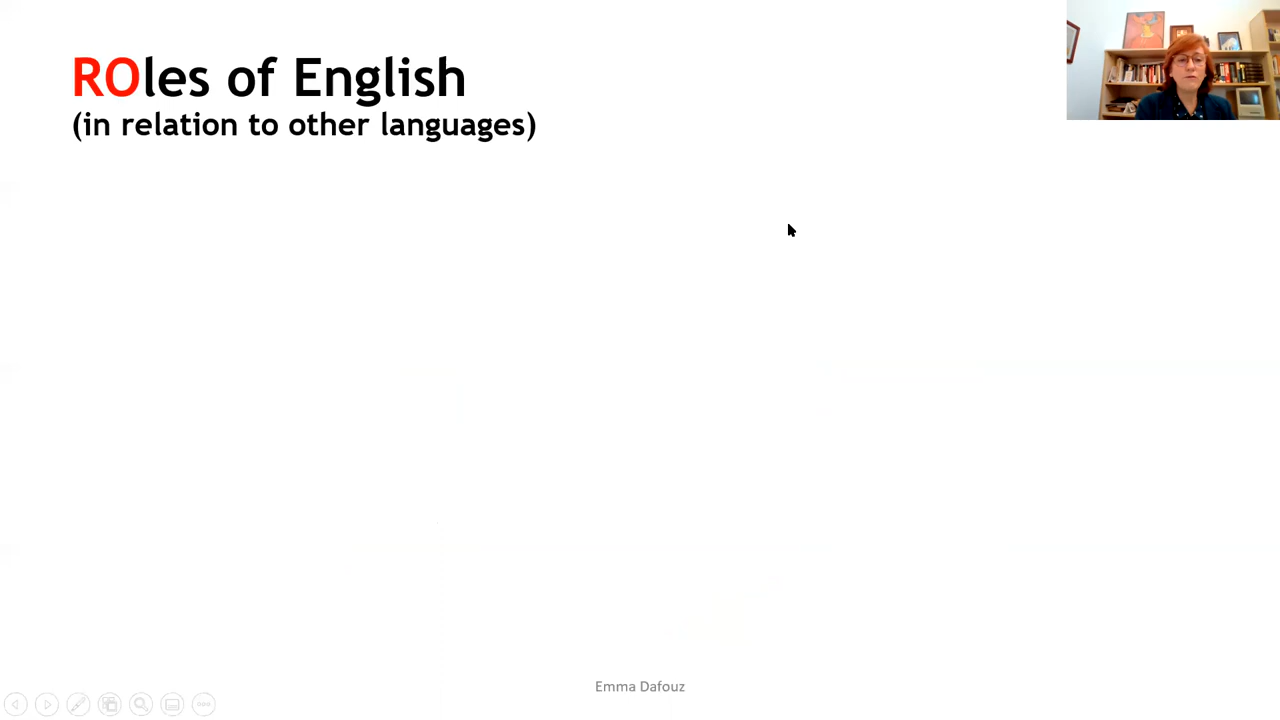 ROles of English
(in relation to other languages)
Emma Dafouz